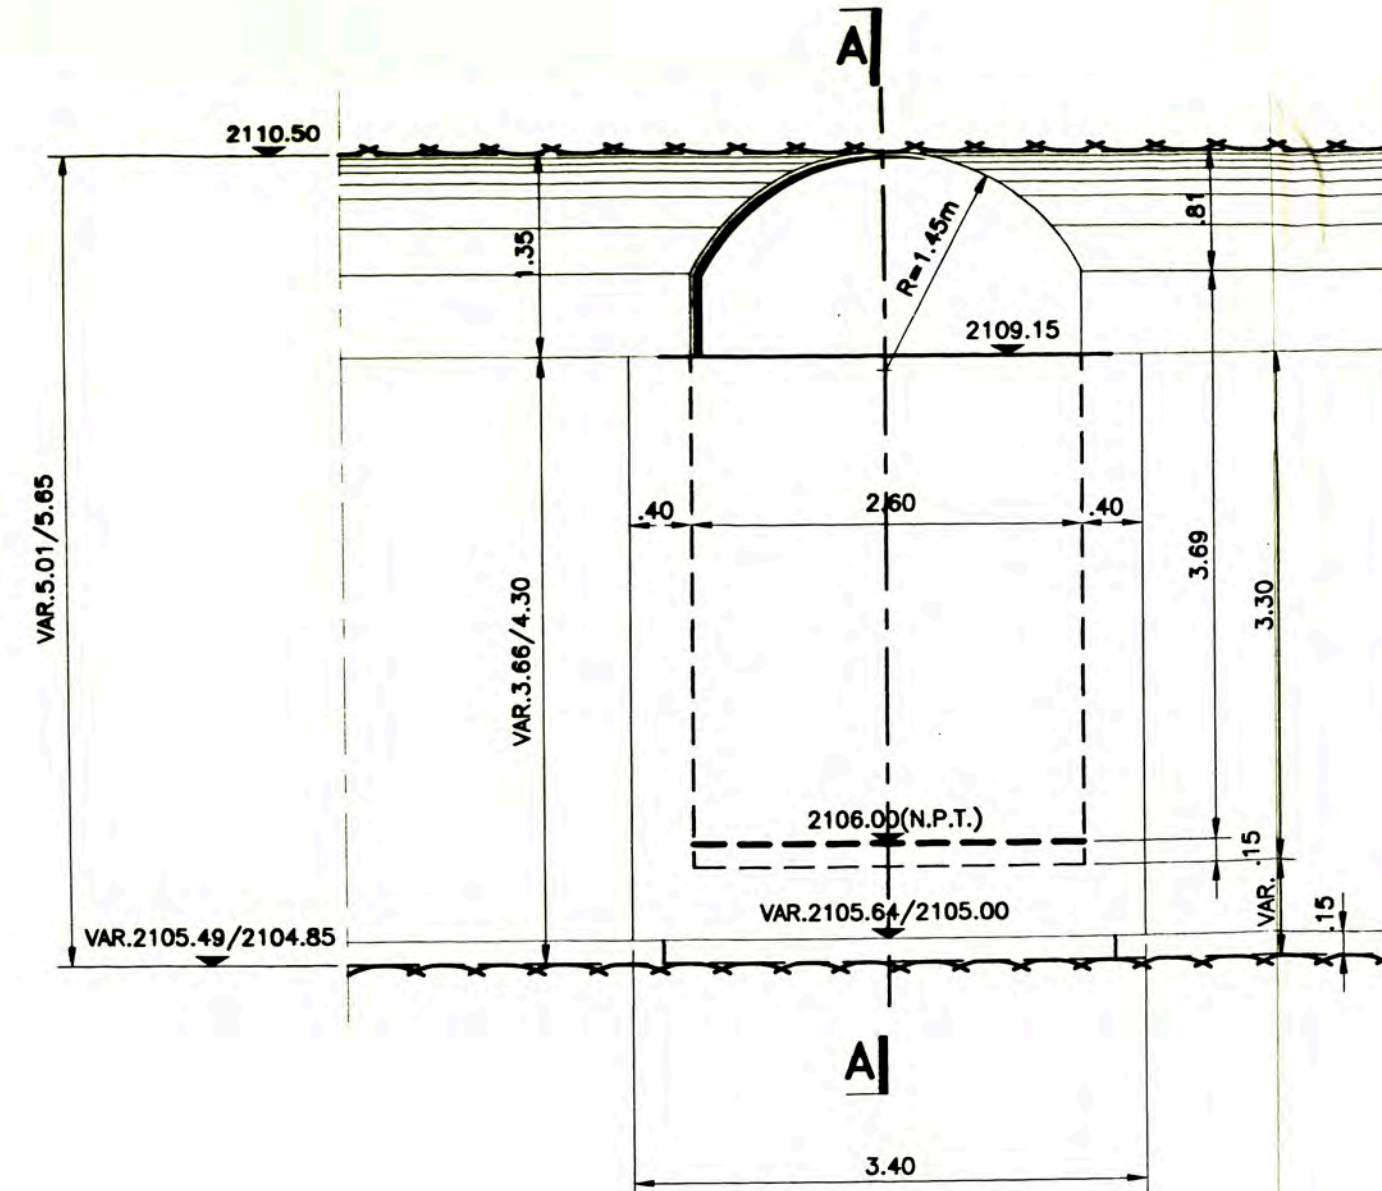 A
2110.50
.81
1.35
R=1.45m
2109.15
.40
2.60
.40
3.69
3.30
VAR.5.01/5.65
VAR.3.66/4.30
2106.00(N.P.T.)
.15
VAR.
VAR.2105.64/2105.00
.15
VAR.2105.49/2104.85
A
3.40